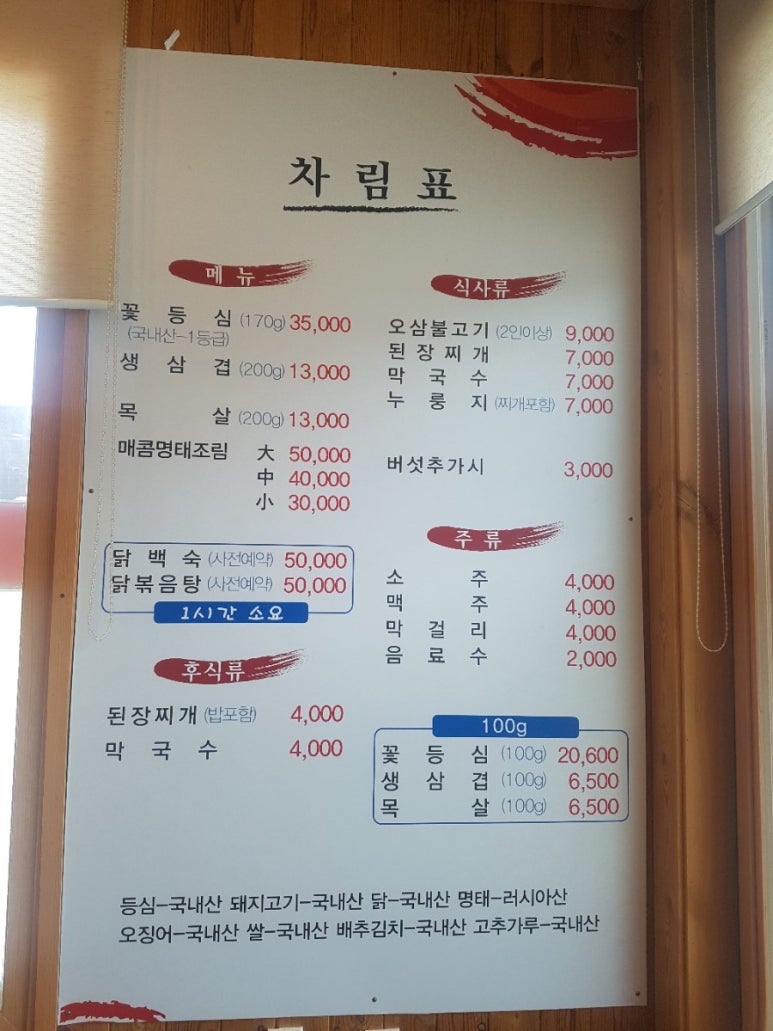 차림표
메뉴
꽃등심 (170g) 35,000
(국내산-1등급)
생삼겹 (200g) 13,000
목살 (200g) 13,000
매콤명태조림 大 50,000
中 40,000
小 30,000
닭백숙 (사전예약) 50,000
닭볶음탕 (사전예약) 50,000
1시간 소요
후식류
된장찌개 (밥포함) 4,000
막국수 4,000
식사류
오삼불고기 (2인이상) 9,000
된장찌개 7,000
막국수 7,000
누룽지 (찌개포함) 7,000
버섯추가시 3,000
주류
소주 4,000
맥주 4,000
막걸리 4,000
음료수 2,000
100g
꽃등심 (100g) 20,600
생삼겹 (100g) 6,500
목살 (100g) 6,500
등심-국내산 돼지고기-국내산 닭-국내산 명태-러시아산
오징어-국내산 쌀-국내산 배추김치-국내산 고추가루-국내산